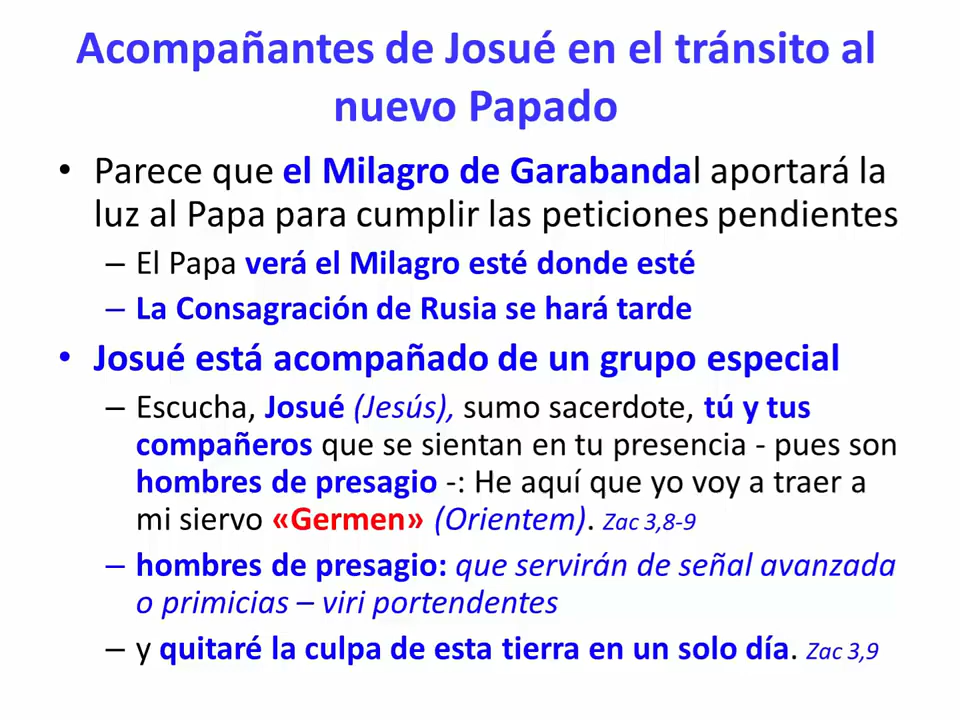 Acompañantes de Josué en el tránsito al
nuevo Papado
• Parece que el Milagro de Garabandal aportará la
luz al Papa para cumplir las peticiones pendientes
– El Papa verá el Milagro esté donde esté
– La Consagración de Rusia se hará tarde
• Josué está acompañado de un grupo especial
– Escucha, Josué (Jesús), sumo sacerdote, tú y tus
compañeros que se sientan en tu presencia - pues son
hombres de presagio -: He aquí que yo voy a traer a
mi siervo «Germen» (Orientem). Zac 3,8-9
– hombres de presagio: que servirán de señal avanzada
o primicias – viri portendentes
– y quitaré la culpa de esta tierra en un solo día. Zac 3,9